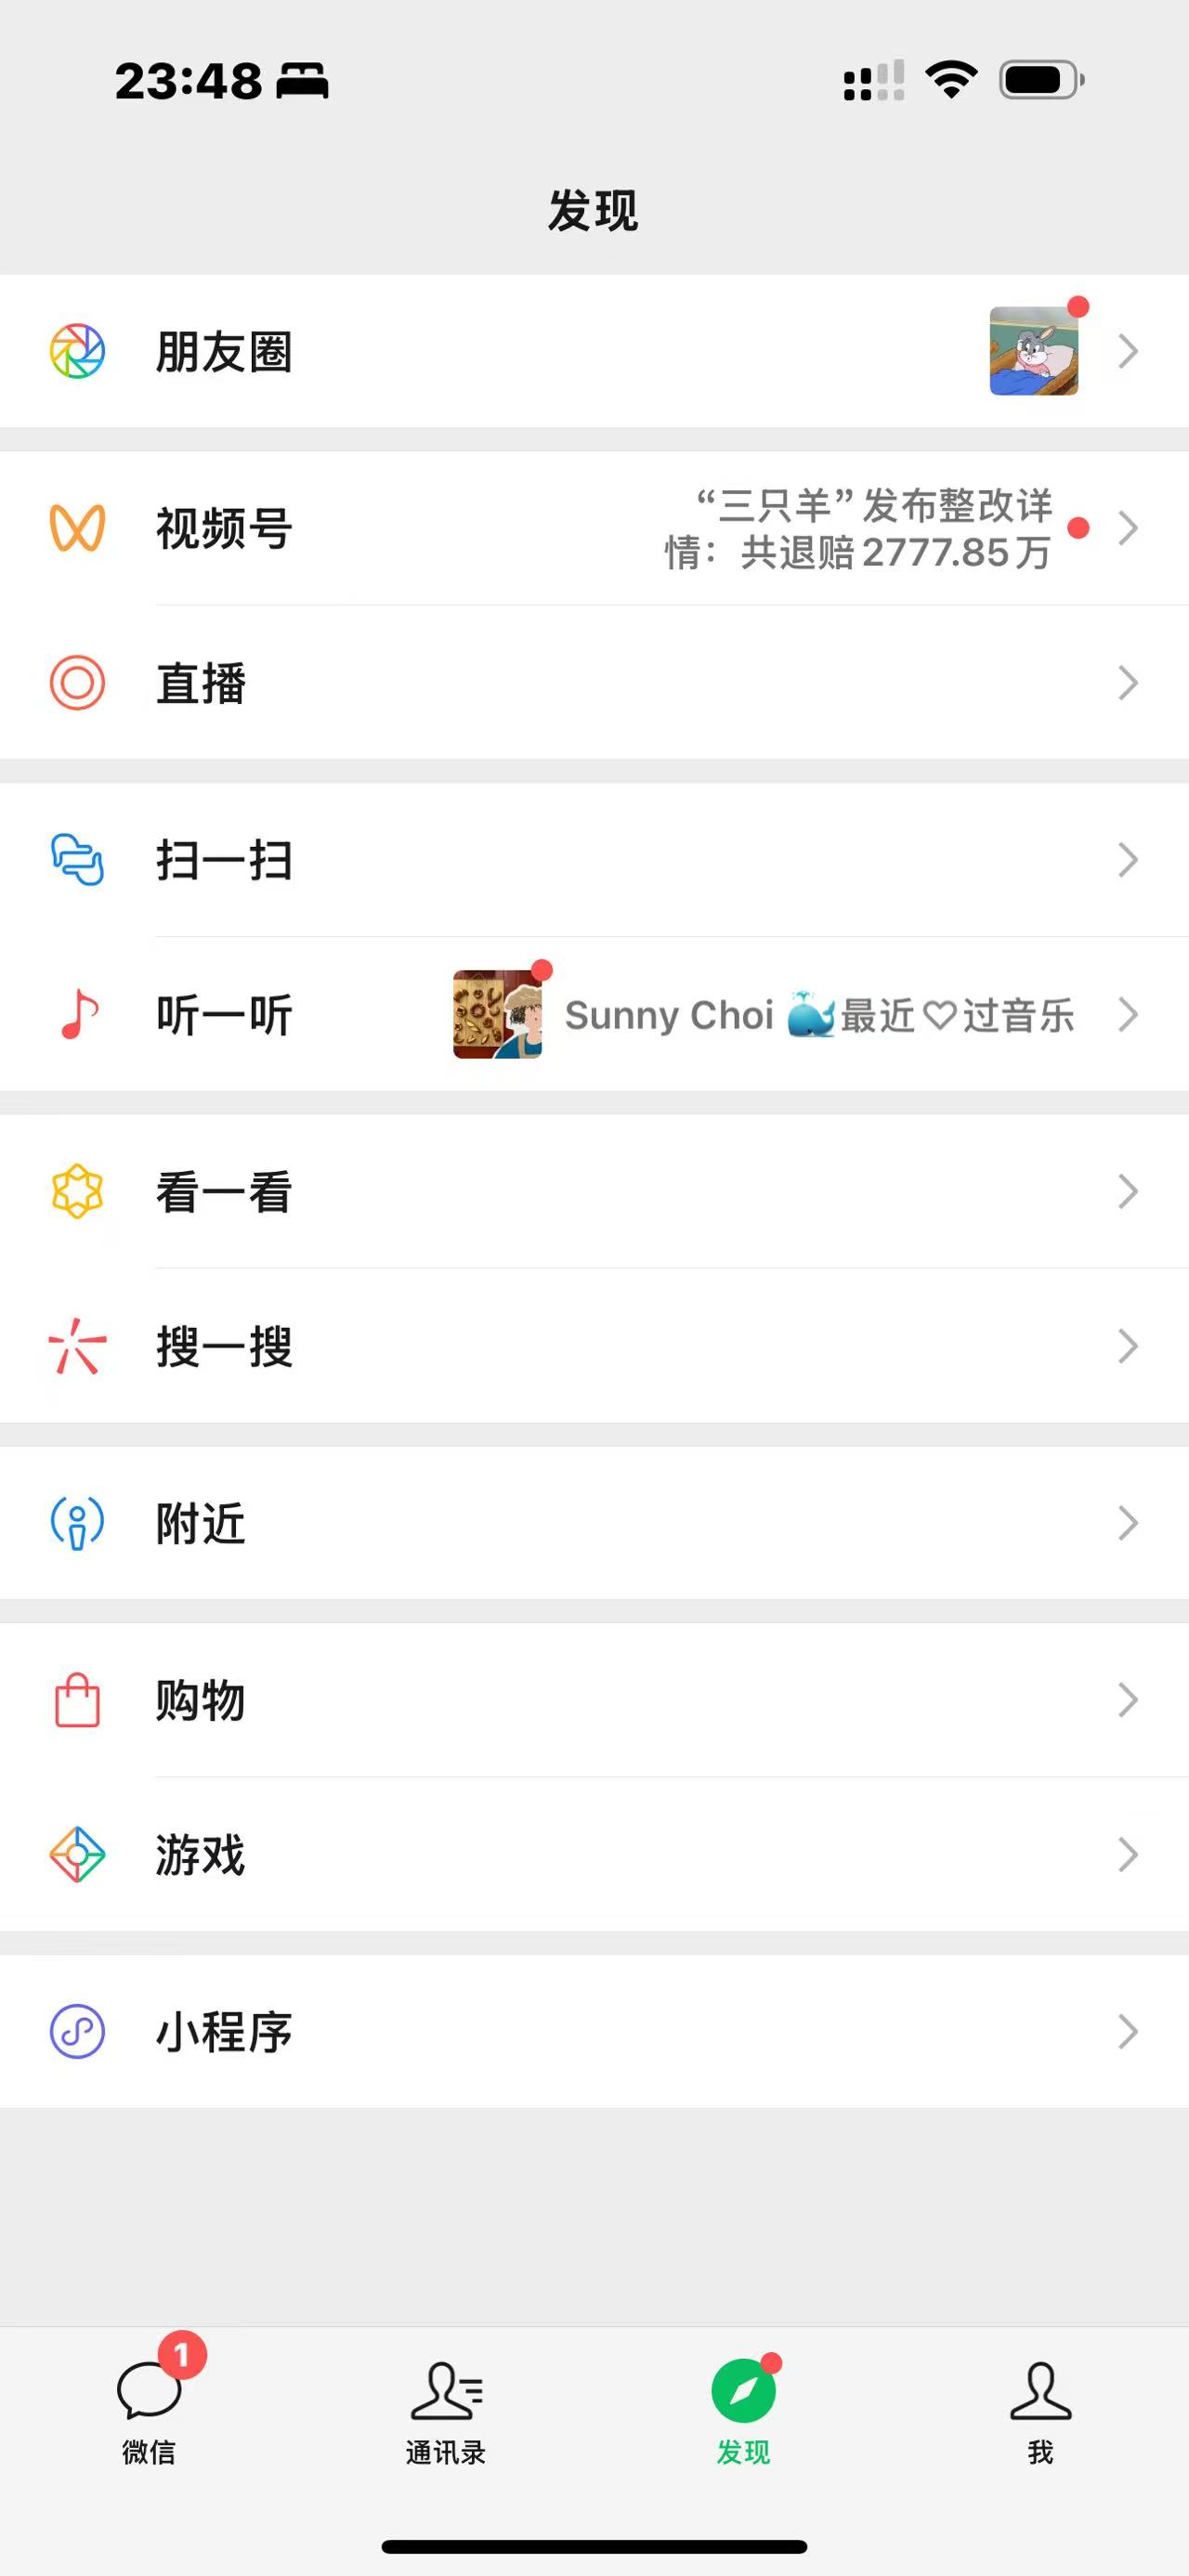 23:48
发现
朋友圈
视频号
“三只羊”发布整改详
情：共退赔2777.85万
直播
扫一扫
听一听
Sunny Choi 🐳最近♡过音乐
看一看
搜一搜
附近
购物
游戏
小程序
1
微信
通讯录
发现
我